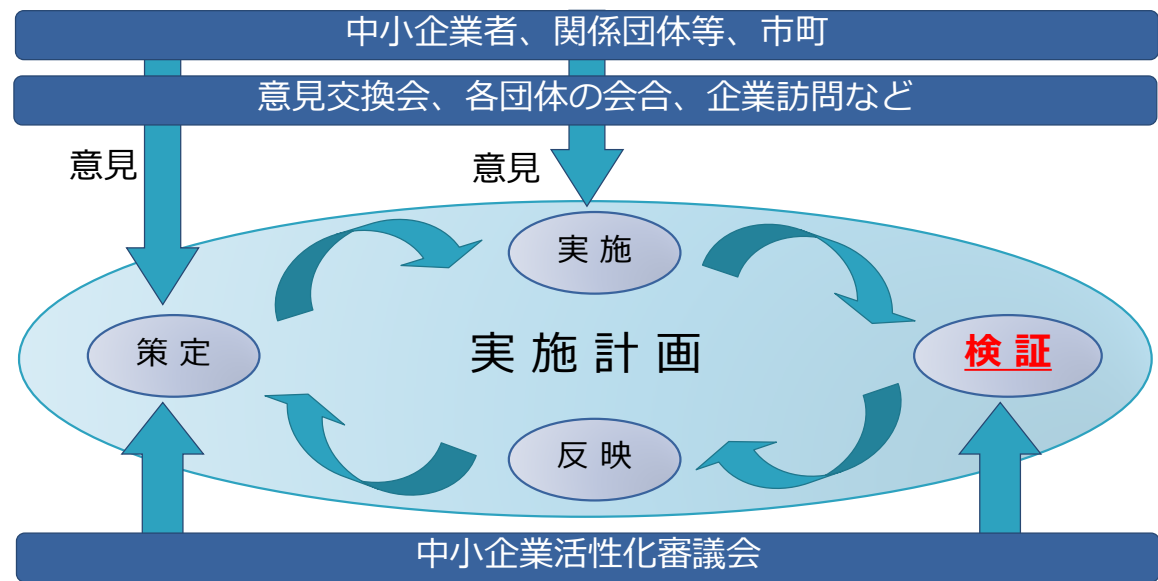 中小企業者、関係団体等、市町
意見交換会、各団体の会合、企業訪問など
意見
意見
実 施
策 定
実 施 計 画
検 証
反 映
中小企業活性化審議会